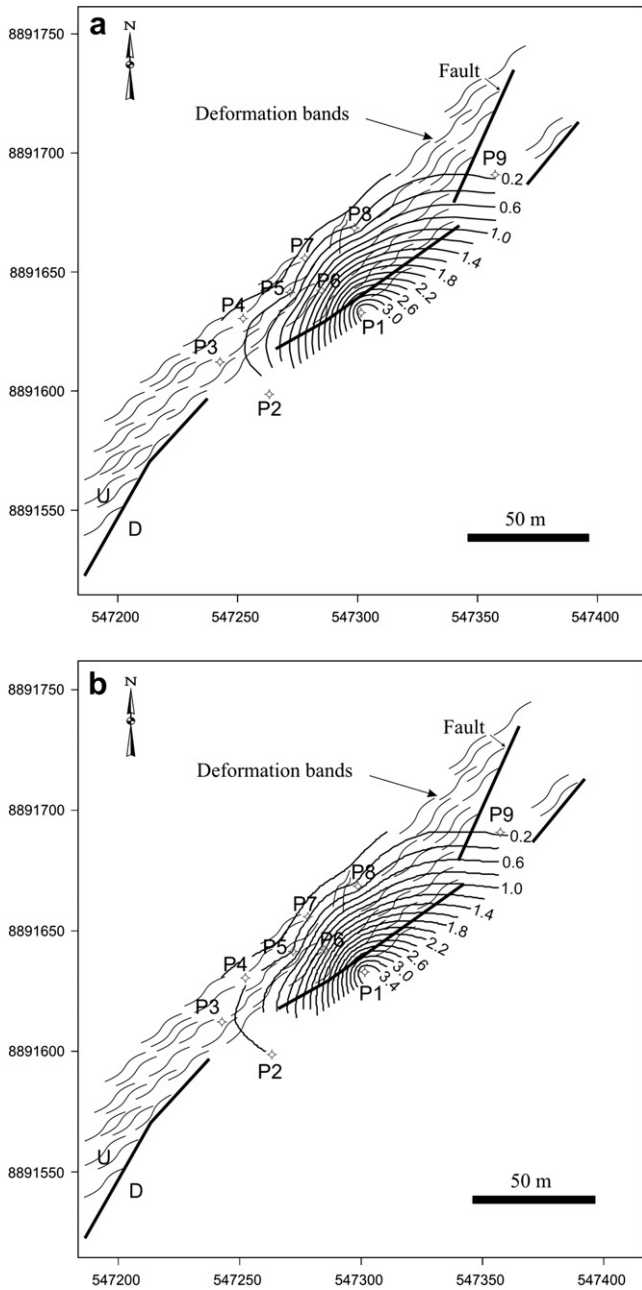 a
N
8891750
8891700
8891650
8891600
8891550
Fault
Deformation bands
P9
0.2
0.6
1.0
1.4
1.8
2.2
2.6
3.0
P8
P7
P6
P5
P4
P3
P1
P2
U
D
50 m
547200 547250 547300 547350 547400
b
N
8891750
8891700
8891650
8891600
8891550
Fault
Deformation bands
P9
0.2
0.6
1.0
1.4
1.8
2.2
2.6
3.0
3.4
P8
P7
P6
P5
P4
P3
P1
P2
U
D
50 m
547200 547250 547300 547350 547400